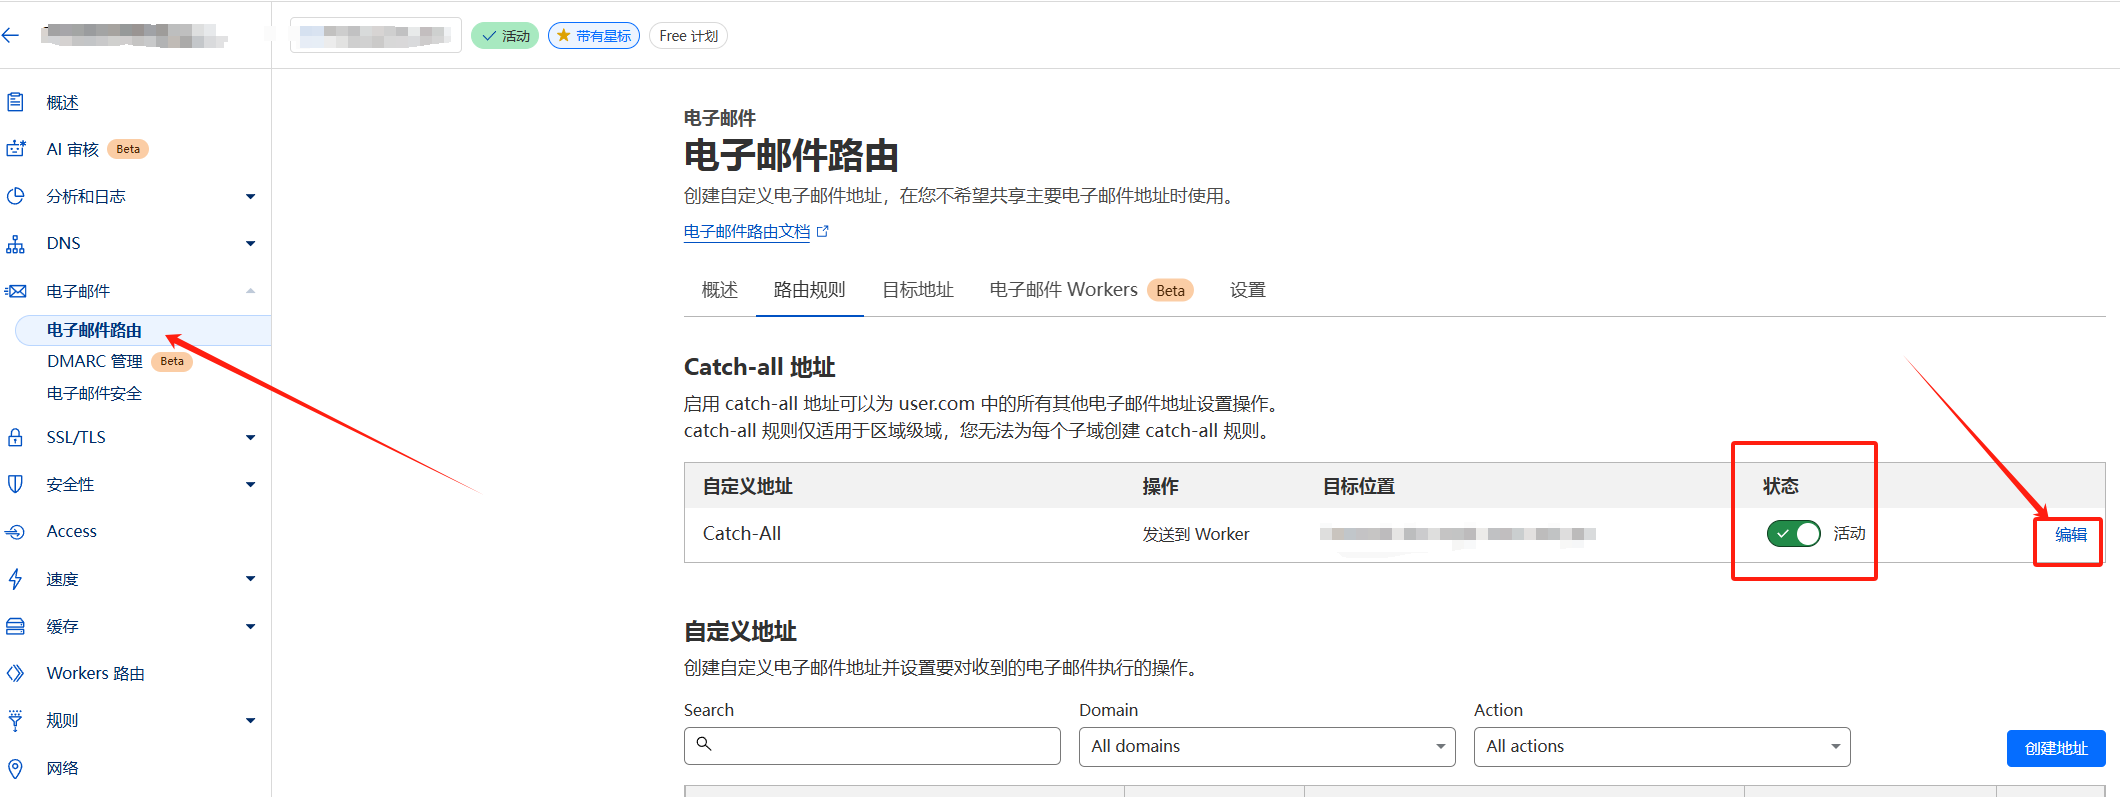 活动
带有星标
Free 计划
概述
AI 审核 Beta
分析和日志
DNS
电子邮件
电子邮件路由
DMARC 管理 Beta
电子邮件安全
SSL/TLS
安全性
Access
速度
缓存
Workers 路由
规则
网络
电子邮件
电子邮件路由
创建自定义电子邮件地址，在您不希望共享主要电子邮件地址时使用。
电子邮件路由文档
概述 路由规则 目标地址 电子邮件 Workers Beta 设置
Catch-all 地址
启用 catch-all 地址可以为 user.com 中的所有其他电子邮件地址设置操作。
catch-all 规则仅适用于区域级域，您无法为每个子域创建 catch-all 规则。
自定义地址 操作 目标位置 状态
Catch-All 发送到 Worker 活动 编辑
自定义地址
创建自定义电子邮件地址并设置要对收到的电子邮件执行的操作。
Search Domain Action
All domains All actions 创建地址